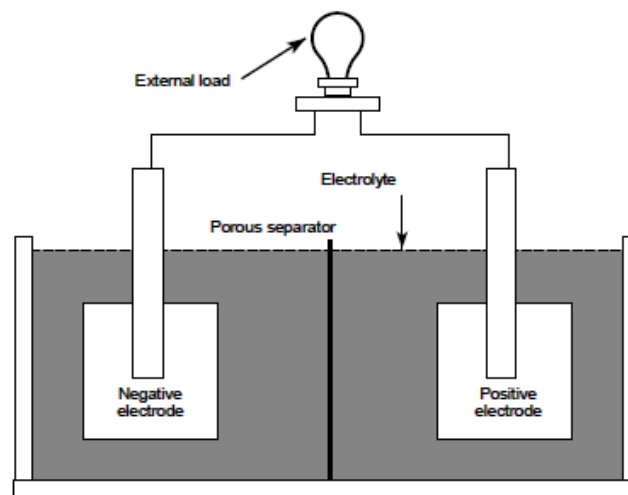 External load
Electrolyte
Porous separator
Negative
electrode
Positive
electrode